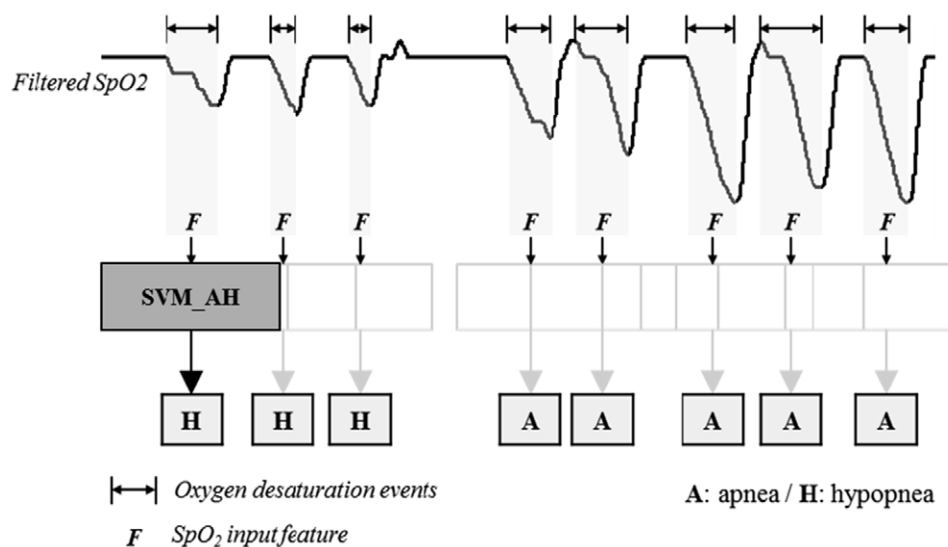 Filtered SpO2
F F F F F F F F
SVM_AH
H H H A A A A A
Oxygen desaturation events
A: apnea / H: hypopnea
F SpO₂ input feature